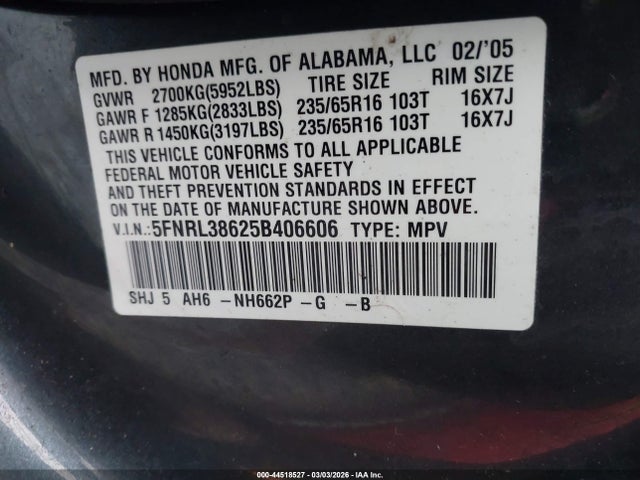 MFD. BY HONDA MFG. OF ALABAMA, LLC 02/'05
GVWR 2700KG(5952LBS) TIRE SIZE RIM SIZE
GAWR F 1285KG(2833LBS) 235/65R16 103T 16X7J
GAWR R 1450KG(3197LBS) 235/65R16 103T 16X7J
THIS VEHICLE CONFORMS TO ALL APPLICABLE
FEDERAL MOTOR VEHICLE SAFETY
AND THEFT PREVENTION STANDARDS IN EFFECT
ON THE DATE OF MANUFACTURE SHOWN ABOVE.
V.I.N.:5FNRL38625B406606 TYPE: MPV
SHJ 5 AH6 -NH662P -G -B
000-44518527 - 03/03/2026 - IAA Inc.